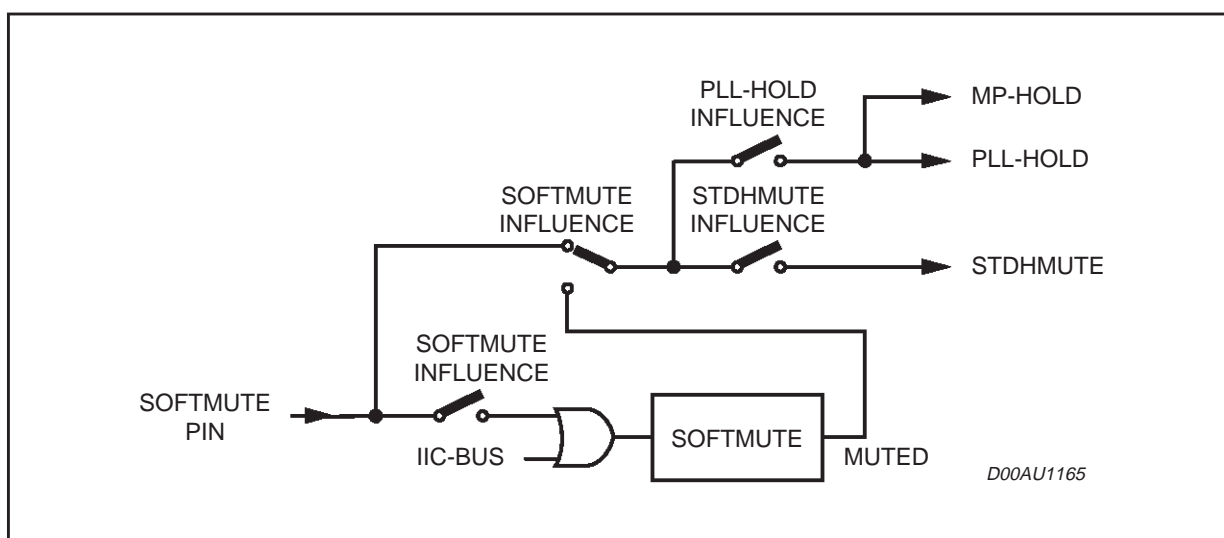 PLL-HOLD
INFLUENCE
MP-HOLD
PLL-HOLD
SOFTMUTE
INFLUENCE
STDHMUTE
INFLUENCE
STDHMUTE
SOFTMUTE
INFLUENCE
SOFTMUTE
PIN
IIC-BUS
SOFTMUTE
MUTED
D00AU1165